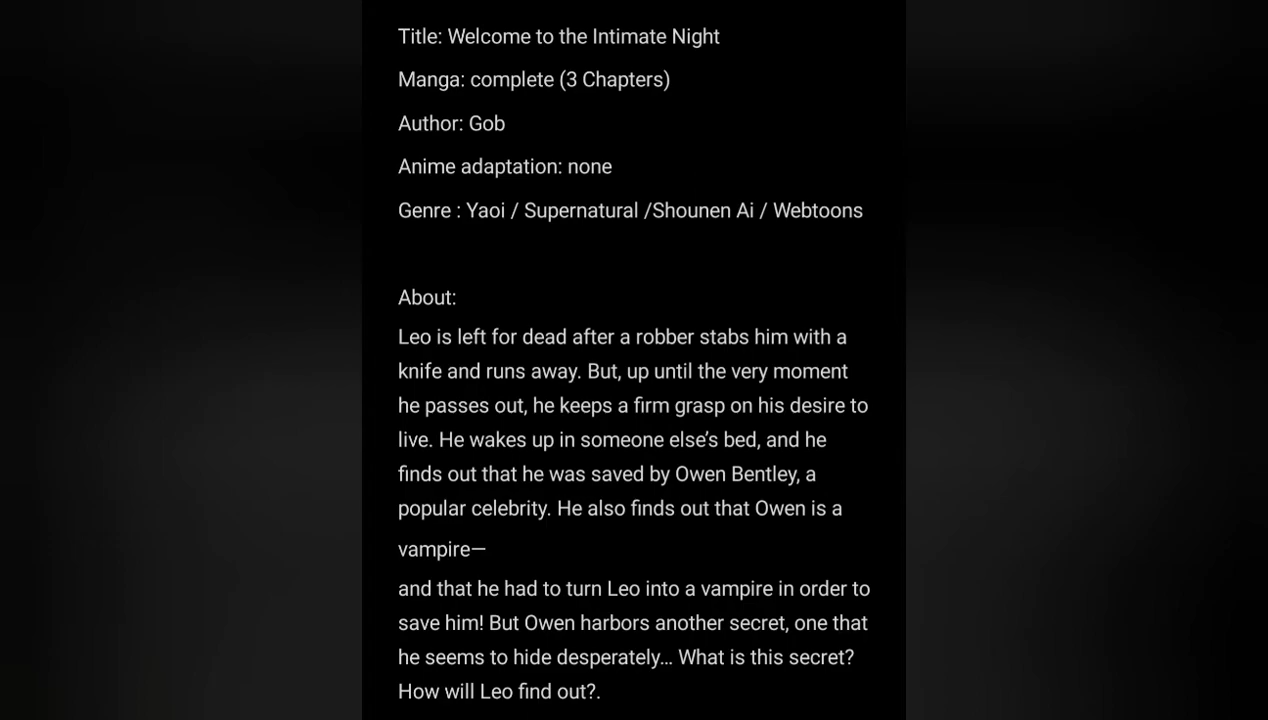 Title: Welcome to the Intimate Night
Manga: complete (3 Chapters)
Author: Gob
Anime adaptation: none
Genre : Yaoi / Supernatural /Shounen Ai / Webtoons
About:
Leo is left for dead after a robber stabs him with a
knife and runs away. But, up until the very moment
he passes out, he keeps a firm grasp on his desire to
live. He wakes up in someone else’s bed, and he
finds out that he was saved by Owen Bentley, a
popular celebrity. He also finds out that Owen is a
vampire—
and that he had to turn Leo into a vampire in order to
save him! But Owen harbors another secret, one that
he seems to hide desperately… What is this secret?
How will Leo find out?.